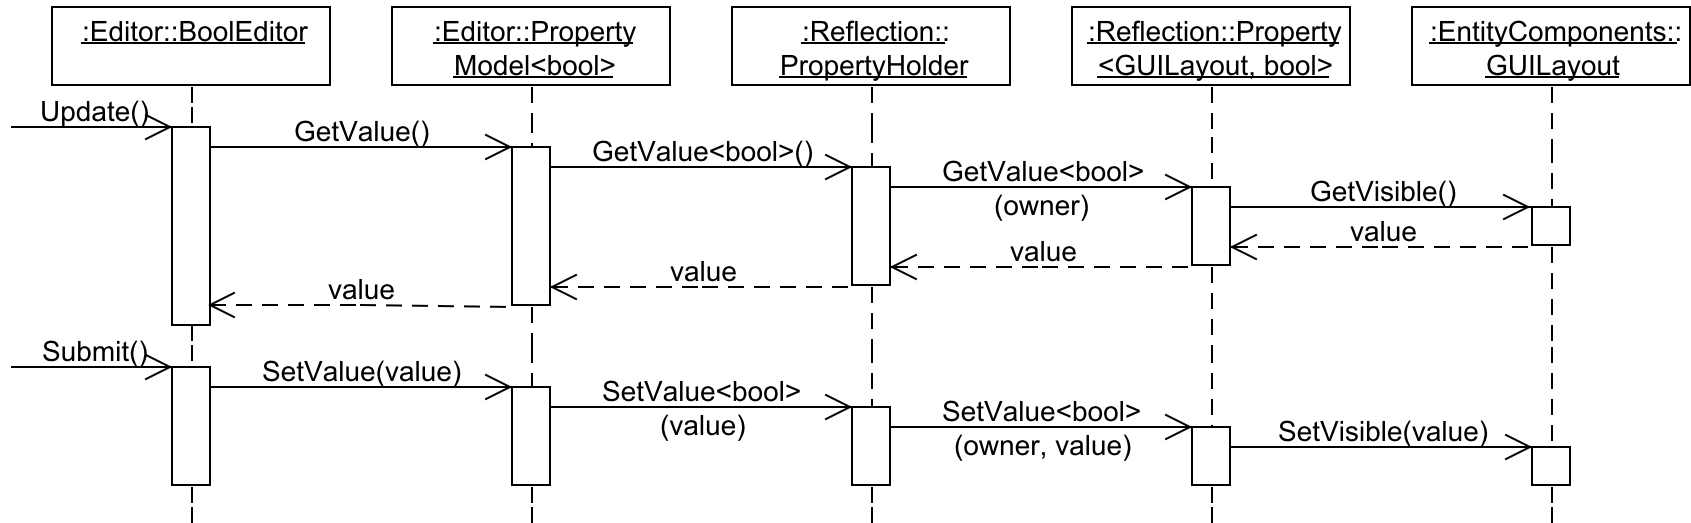 :Editor::BoolEditor
:Editor::Property
Model<bool>
:Reflection::
PropertyHolder
:Reflection::Property
<GUILayout, bool>
:EntityComponents::
GUILayout
Update()
GetValue()
GetValue<bool>()
GetValue<bool>
(owner)
GetVisible()
value
value
value
value
Submit()
SetValue(value)
SetValue<bool>
(value)
SetValue<bool>
(owner, value)
SetVisible(value)